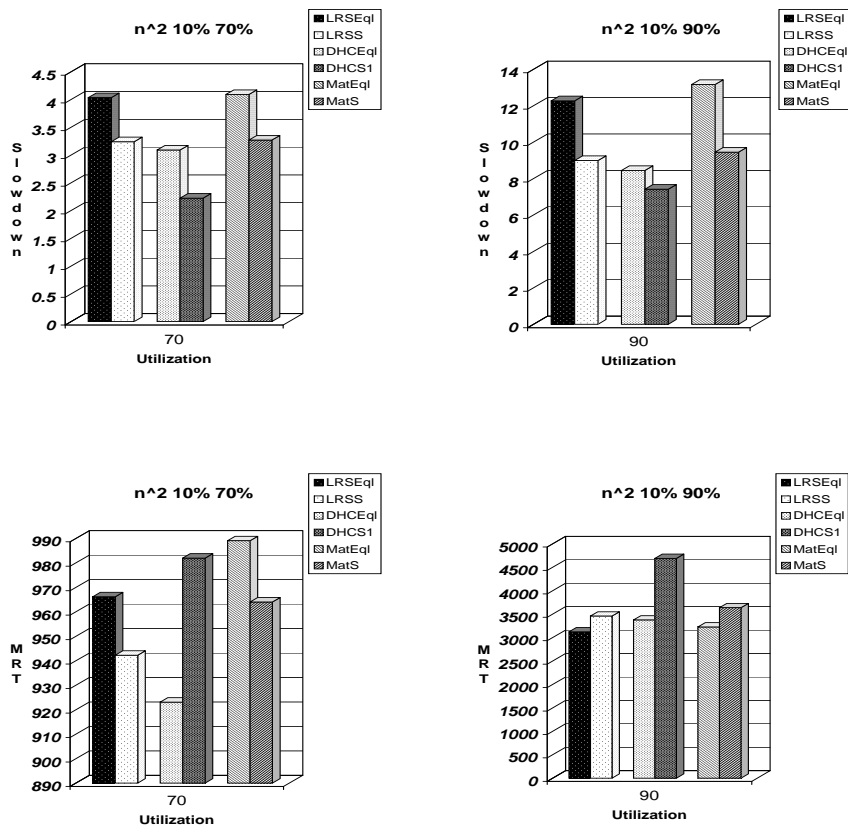 n^2 10% 70%
LRSEql
LRSS
DHCEql
DHCS1
MatEql
MatS
4.5
4
3.5
3
2.5
2
1.5
1
0.5
0
Slowdown
70
Utilization
n^2 10% 90%
LRSEql
LRSS
DHCEql
DHCS1
MatEql
MatS
14
12
10
8
6
4
2
0
Slowdown
90
Utilization
n^2 10% 70%
LRSEql
LRSS
DHCEql
DHCS1
MatEql
MatS
990
980
970
960
950
940
930
920
910
900
890
MRT
70
Utilization
n^2 10% 90%
LRSEql
LRSS
DHCEql
DHCS1
MatEql
MatS
5000
4500
4000
3500
3000
2500
2000
1500
1000
500
0
MRT
90
Utilization